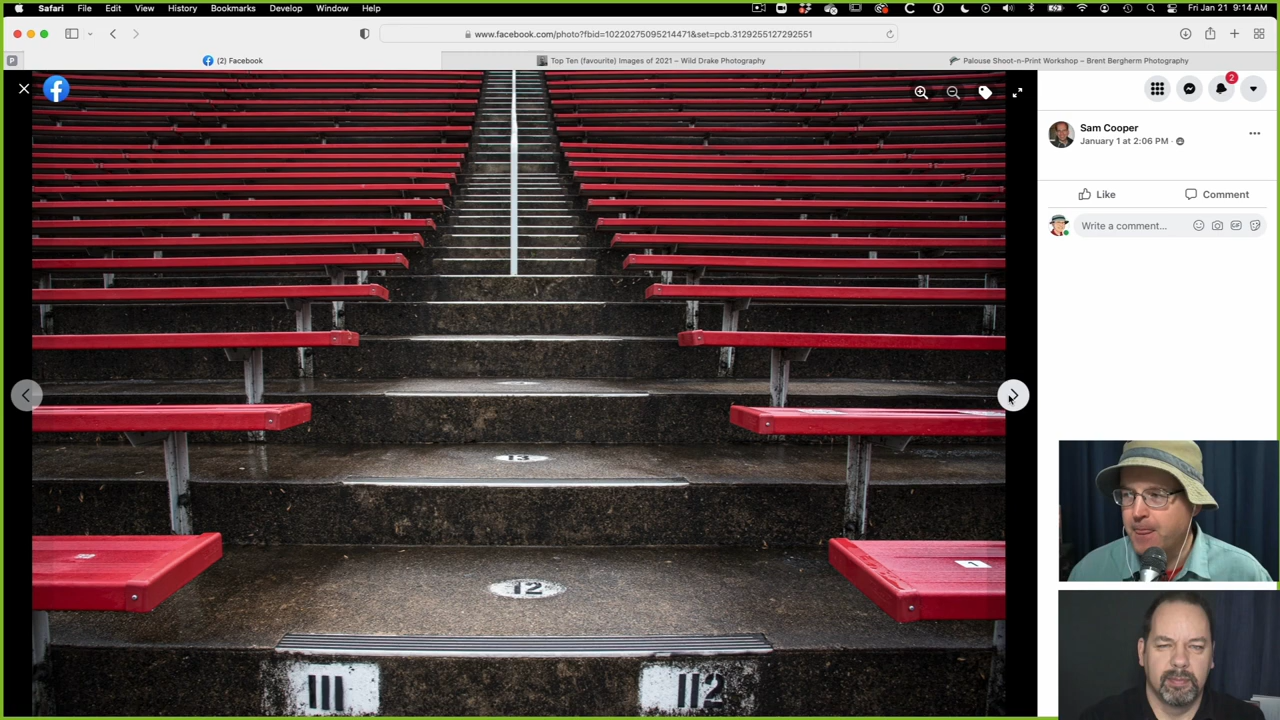 Safari File Edit View History Bookmarks Develop Window Help
Fri Jan 21 9:14 AM
www.facebook.com/photo?fbid=10220275095214471&set=pcb.3129255127292551
(2) Facebook
Top Ten (favourite) Images of 2021 – Wild Drake Photography
Palouse Shoot-n-Print Workshop – Brent Bergherm Photography
2
Sam Cooper
January 1 at 2:06 PM ·
Like Comment
Write a comment...
GIF
13
12
1
111 112